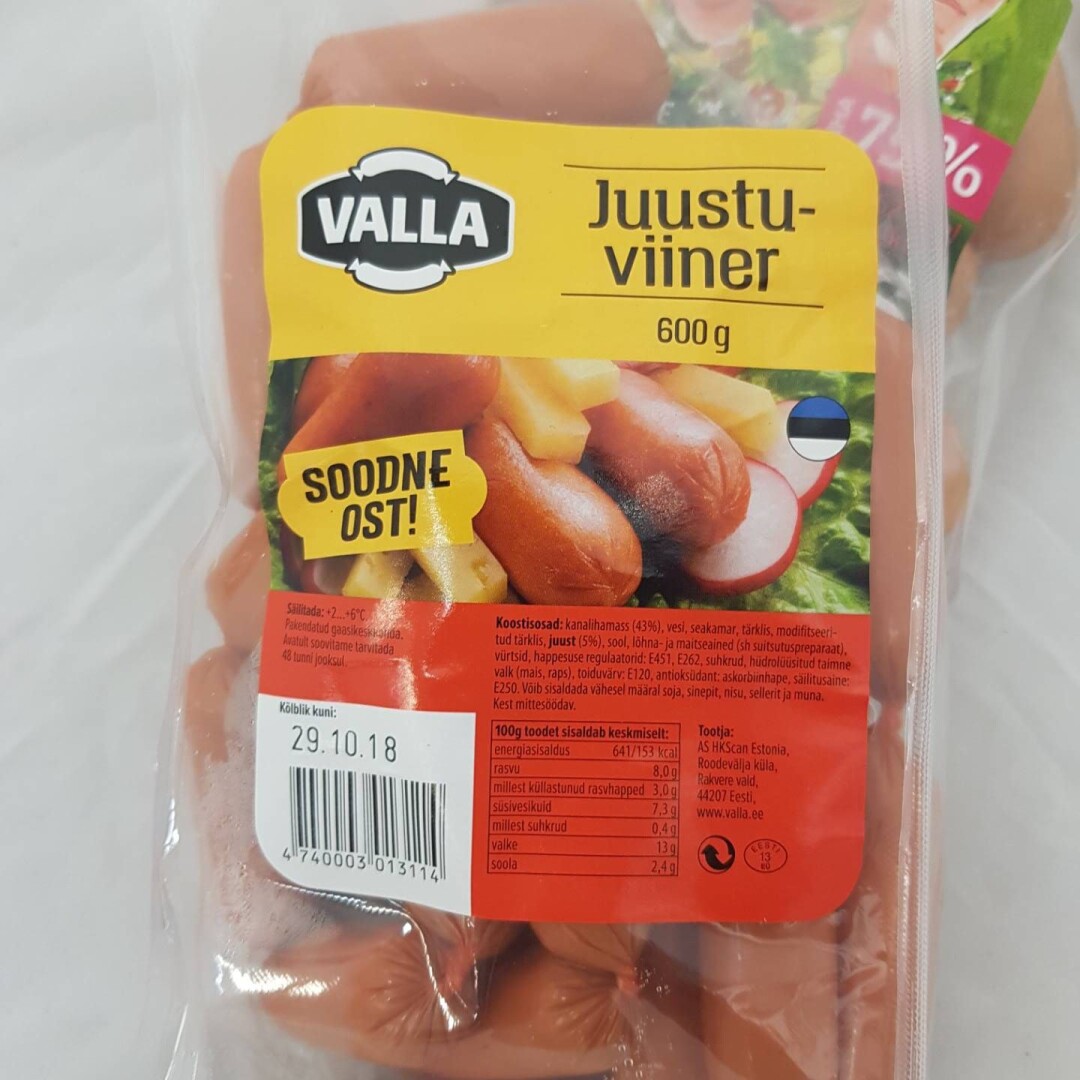 VALLA
Juustu-
viiner
600 g
7 %
SOODNE
OST!
Säilitada: +2...+6°C.
Pakendatud gaasikeskkonda.
Avatult soovitame tarvitada
48 tunni jooksul.
Koostisosad: kanalihamass (43%), vesi, seakamar, tärklis, modifitseeri-
tud tärklis, juust (5%), sool, lõhna- ja maitseained (sh suitsutuspreparaat),
vürtsid, happesuse regulaatorid: E451, E262, suhkrud, hüdrolüüsitud taimne
valk (mais, raps), toiduvärv: E120, antioksüdant: askorbiinhape, säilitusaine:
E250. Võib sisaldada vähesel määral soja, sinepit, nisu, sellerit ja muna.
Kest mittesöödav.
Kõlblik kuni:
29.10.18
4 740003 013114
100g toodet sisaldab keskmiselt:
energiasisaldus 641/153 kcal
rasvu 8,0 g
millest küllastunud rasvhapped 3,0 g
süsivesikuid 7,3 g
millest suhkrud 0,4 g
valke 13 g
soola 2,4 g
Tootja:
AS HKScan Estonia,
Roodevälja küla,
Rakvere vald,
44207 Eesti,
www.valla.ee
EESTI
13
EÜ